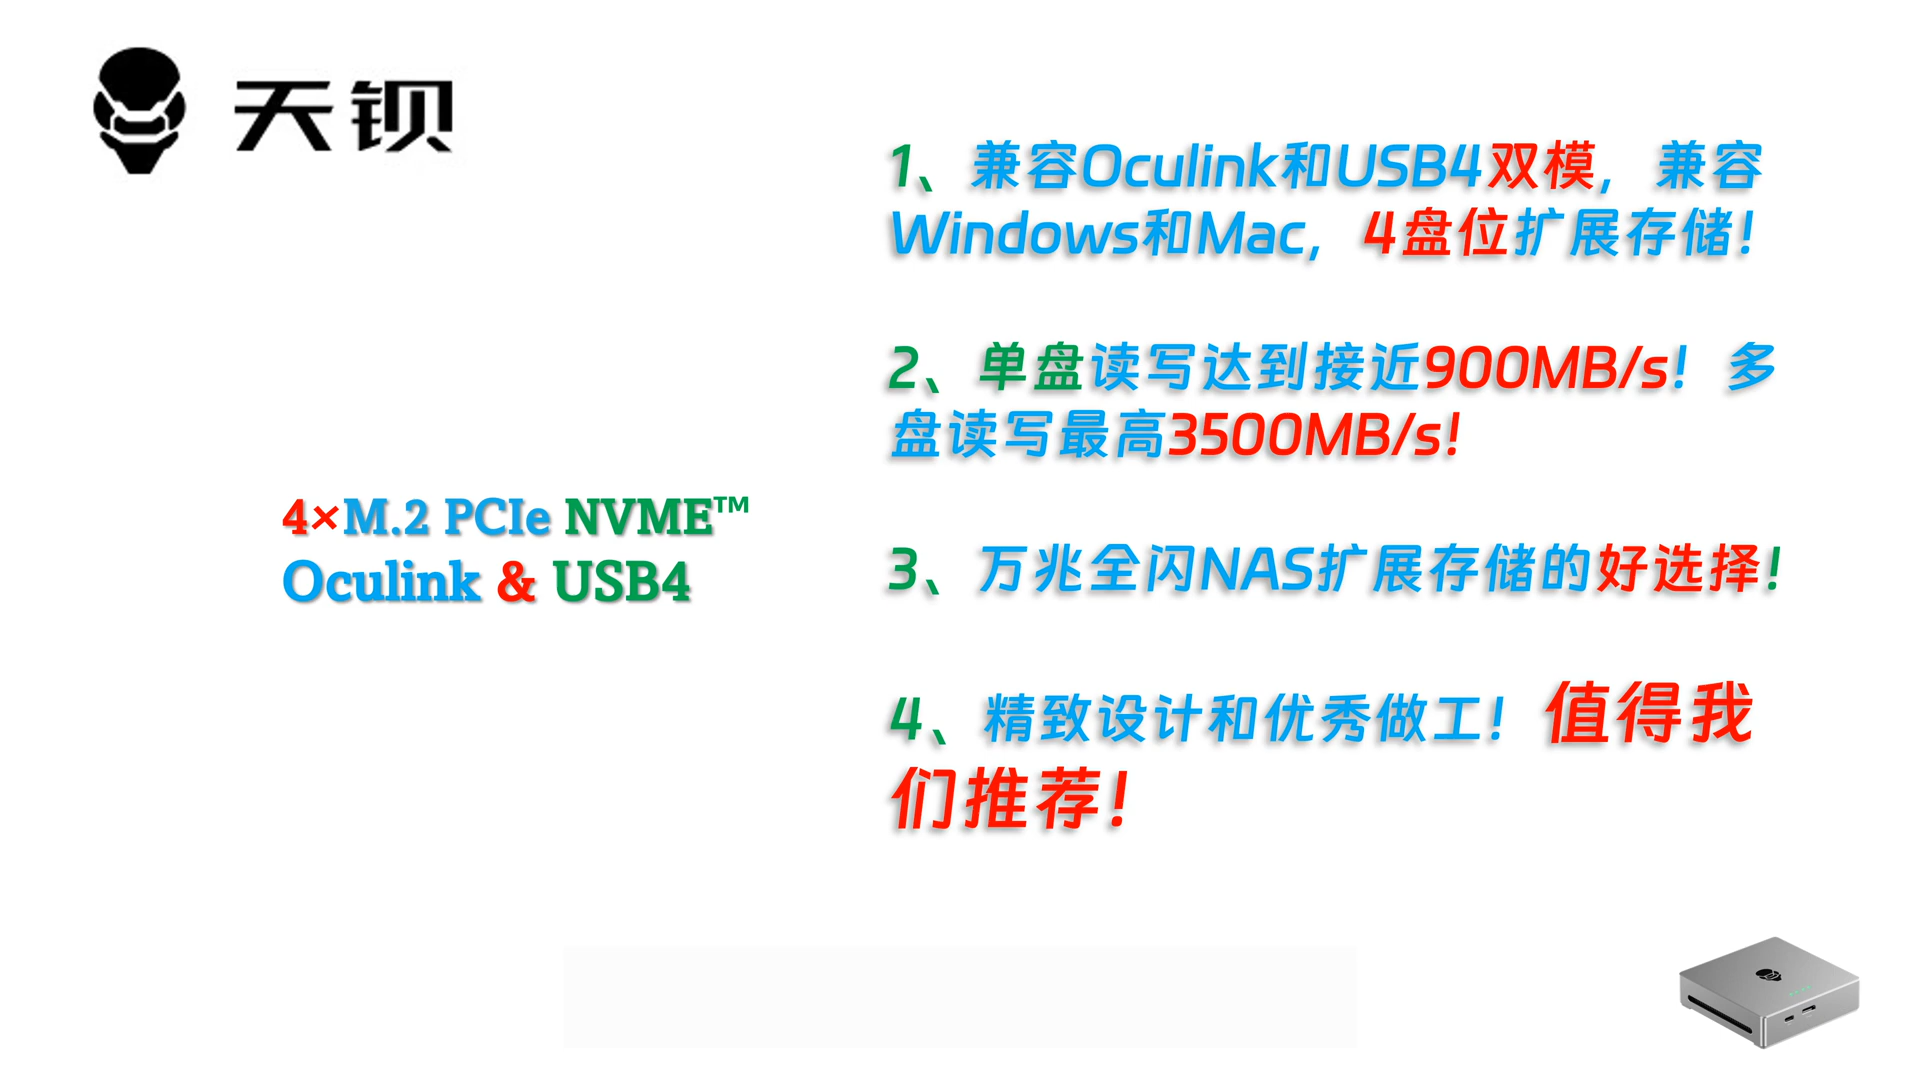 天钡
4×M.2 PCIe NVME™
Oculink & USB4
1、兼容Oculink和USB4双模，兼容
Windows和Mac，4盘位扩展存储！
2、单盘读写达到接近900MB/s！多
盘读写最高3500MB/s！
3、万兆全闪NAS扩展存储的好选择！
4、精致设计和优秀做工！值得我
们推荐！